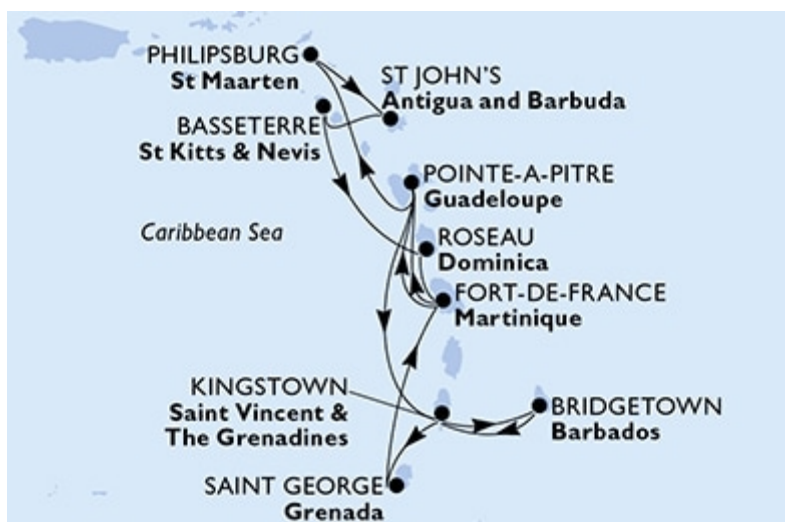 PHILIPSBURG
St Maarten
ST JOHN'S
Antigua and Barbuda
BASSETERRE
St Kitts & Nevis
POINTE-A-PITRE
Guadeloupe
Caribbean Sea
ROSEAU
Dominica
FORT-DE-FRANCE
Martinique
KINGSTOWN
Saint Vincent &
The Grenadines
BRIDGETOWN
Barbados
SAINT GEORGE
Grenada